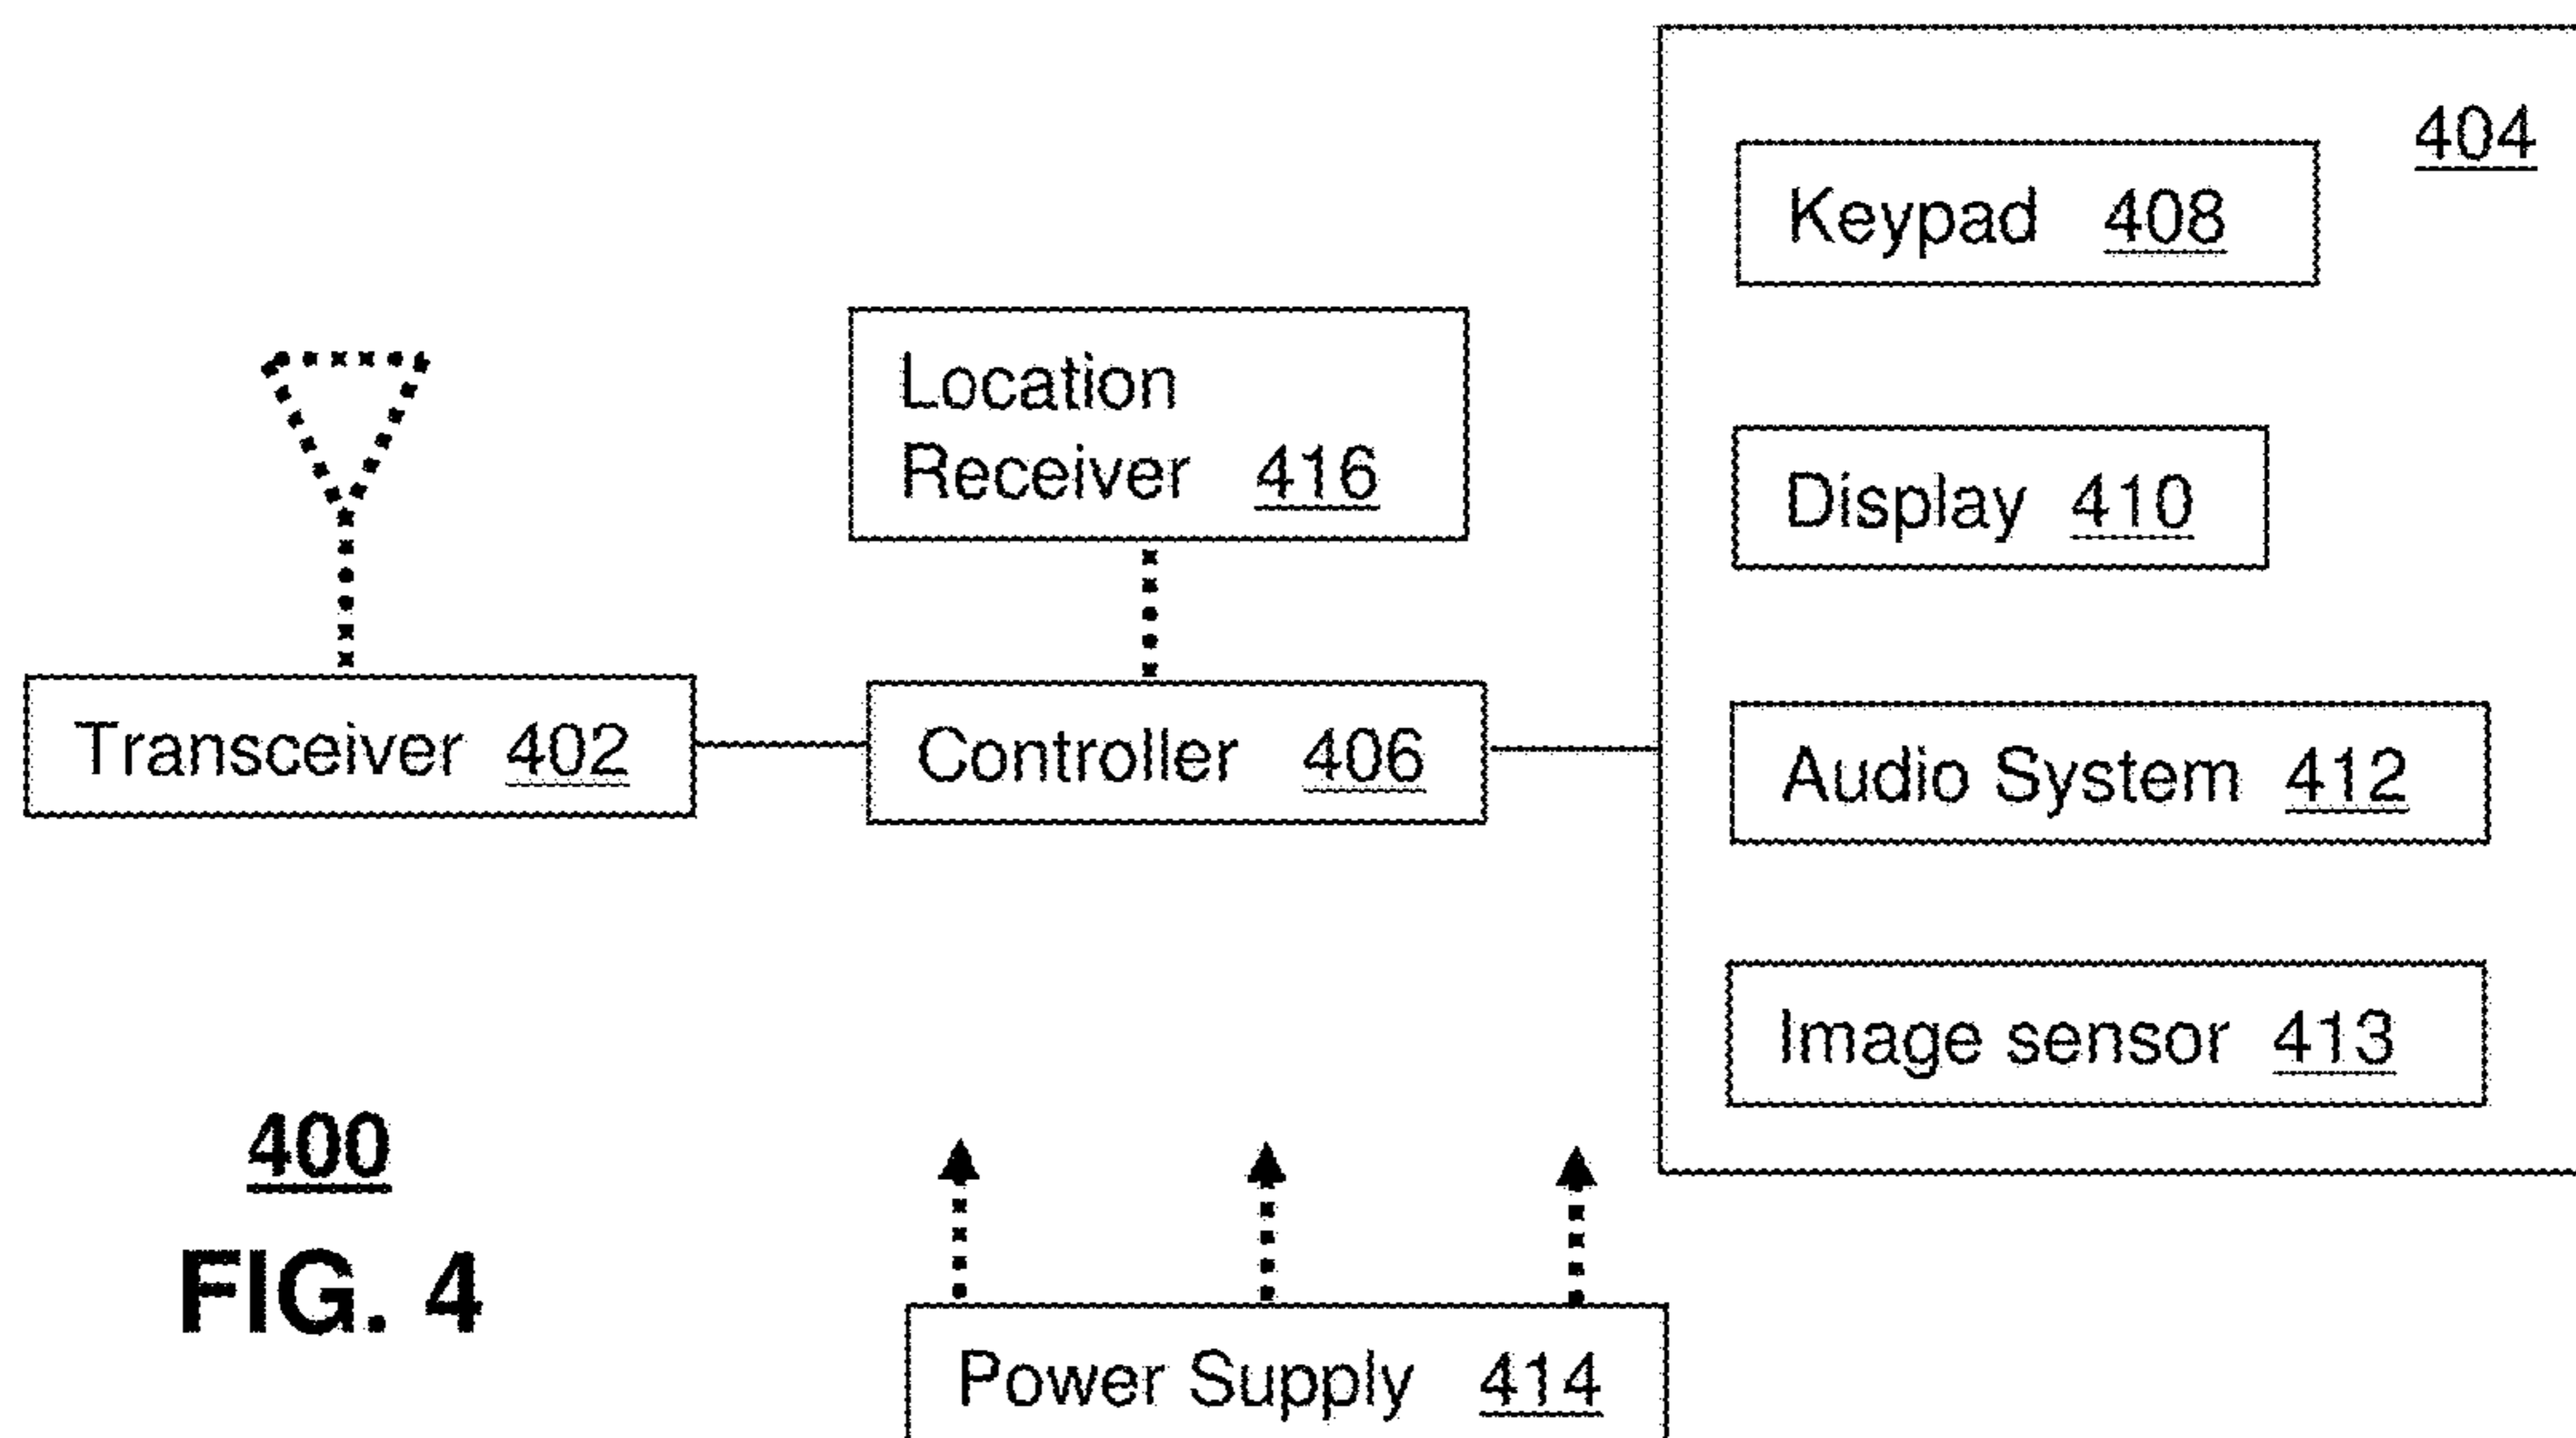 404
Keypad 408
Location
Receiver 416
Display 410
Transceiver 402
Controller 406
Audio System 412
Image sensor 413
400
FIG. 4
Power Supply 414